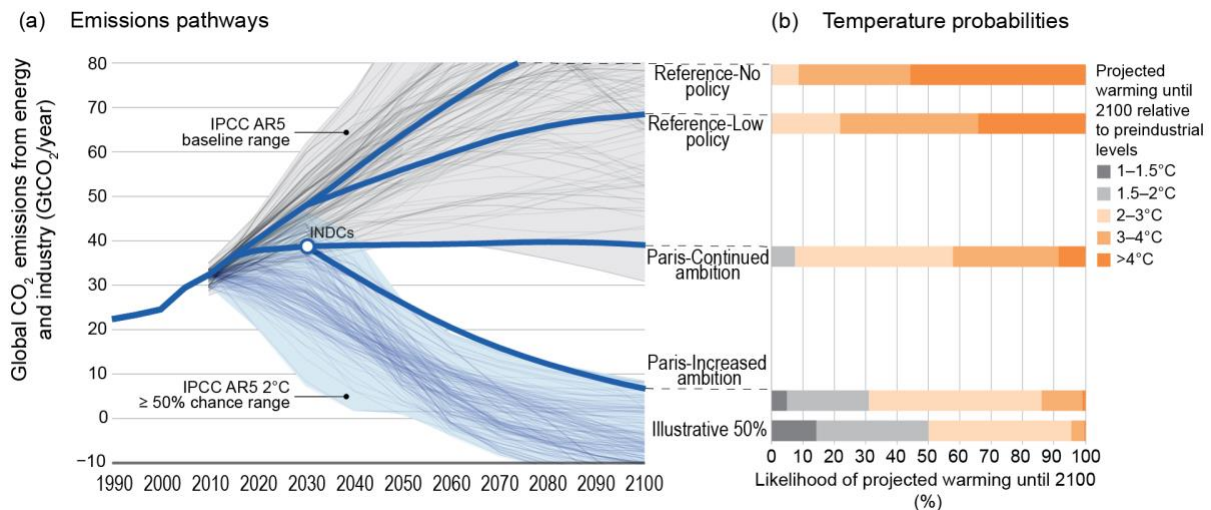 (a) Emissions pathways
Global CO₂ emissions from energy
and industry (GtCO₂/year)
80
70
60
50
40
30
20
10
0
−10
IPCC AR5
baseline range
INDCs
IPCC AR5 2°C
≥ 50% chance range
1990 2000 2010 2020 2030 2040 2050 2060 2070 2080 2090 2100
(b) Temperature probabilities
Reference-No
policy
Reference-Low
policy
Paris-Continued
ambition
Paris-Increased
ambition
Illustrative 50%
0 10 20 30 40 50 60 70 80 90 100
Likelihood of projected warming until 2100
(%)
Projected
warming until
2100 relative
to preindustrial
levels
1–1.5°C
1.5–2°C
2–3°C
3–4°C
>4°C